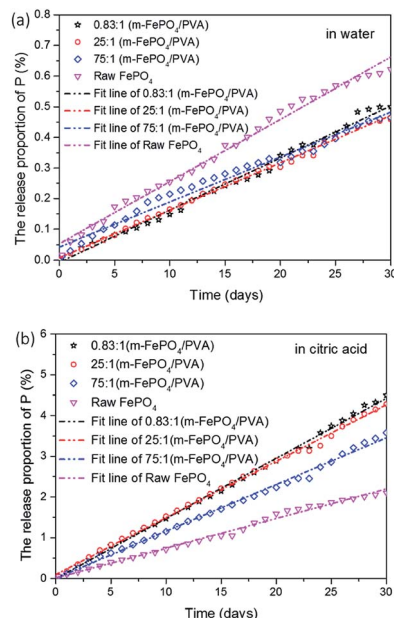 (a)
0.83:1 (m-FePO₄/PVA)
in water
25:1 (m-FePO₄/PVA)
75:1 (m-FePO₄/PVA)
Raw FePO₄
Fit line of 0.83:1 (m-FePO₄/PVA)
Fit line of 25:1 (m-FePO₄/PVA)
Fit line of 75:1 (m-FePO₄/PVA)
Fit line of Raw FePO₄
The release proportion of P (%)
0.8
0.7
0.6
0.5
0.4
0.3
0.2
0.1
0.0
0 5 10 15 20 25 30
Time (days)
(b)
0.83:1 (m-FePO₄/PVA)
in citric acid
25:1(m-FePO₄/PVA)
75:1(m-FePO₄/PVA)
Raw FePO₄
Fit line of 0.83:1(m-FePO₄/PVA)
Fit line of 25:1(m-FePO₄/PVA)
Fit line of 75:1(m-FePO₄/PVA)
Fit line of Raw FePO₄
The release proportion of P (%)
6
5
4
3
2
1
0
0 5 10 15 20 25 30
Time (days)